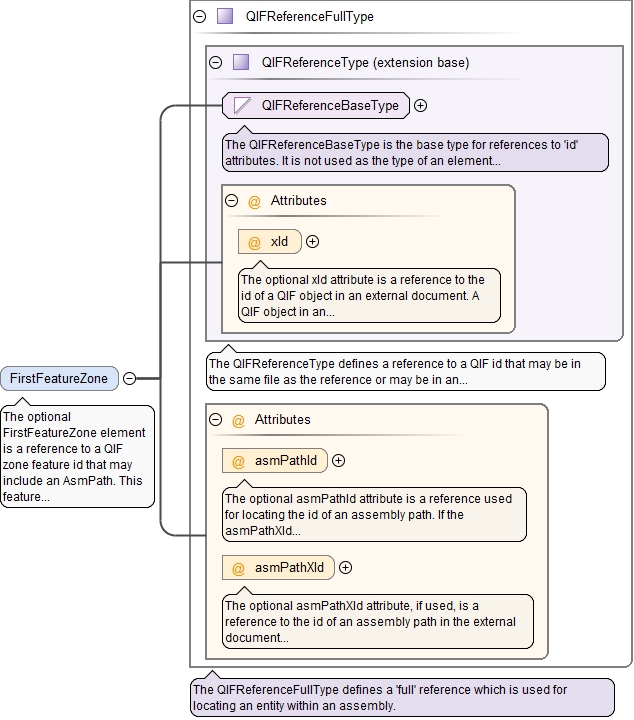 QIFReferenceFullType
QIFReferenceType (extension base)
QIFReferenceBaseType
The QIFReferenceBaseType is the base type for references to 'id'
attributes. It is not used as the type of an element...
@ Attributes
@ xId
The optional xId attribute is a reference to the
id of a QIF object in an external document. A
QIF object in an...
The QIFReferenceType defines a reference to a QIF id that may be in
the same file as the reference or may be in an...
FirstFeatureZone
The optional
FirstFeatureZone element
is a reference to a QIF
zone feature id that may
include an AsmPath. This
feature...
@ Attributes
@ asmPathId
The optional asmPathId attribute is a reference used
for locating the id of an assembly path. If the
asmPathXId...
@ asmPathXId
The optional asmPathXId attribute, if used, is a
reference to the id of an assembly path in the external
document...
The QIFReferenceFullType defines a 'full' reference which is used for
locating an entity within an assembly.